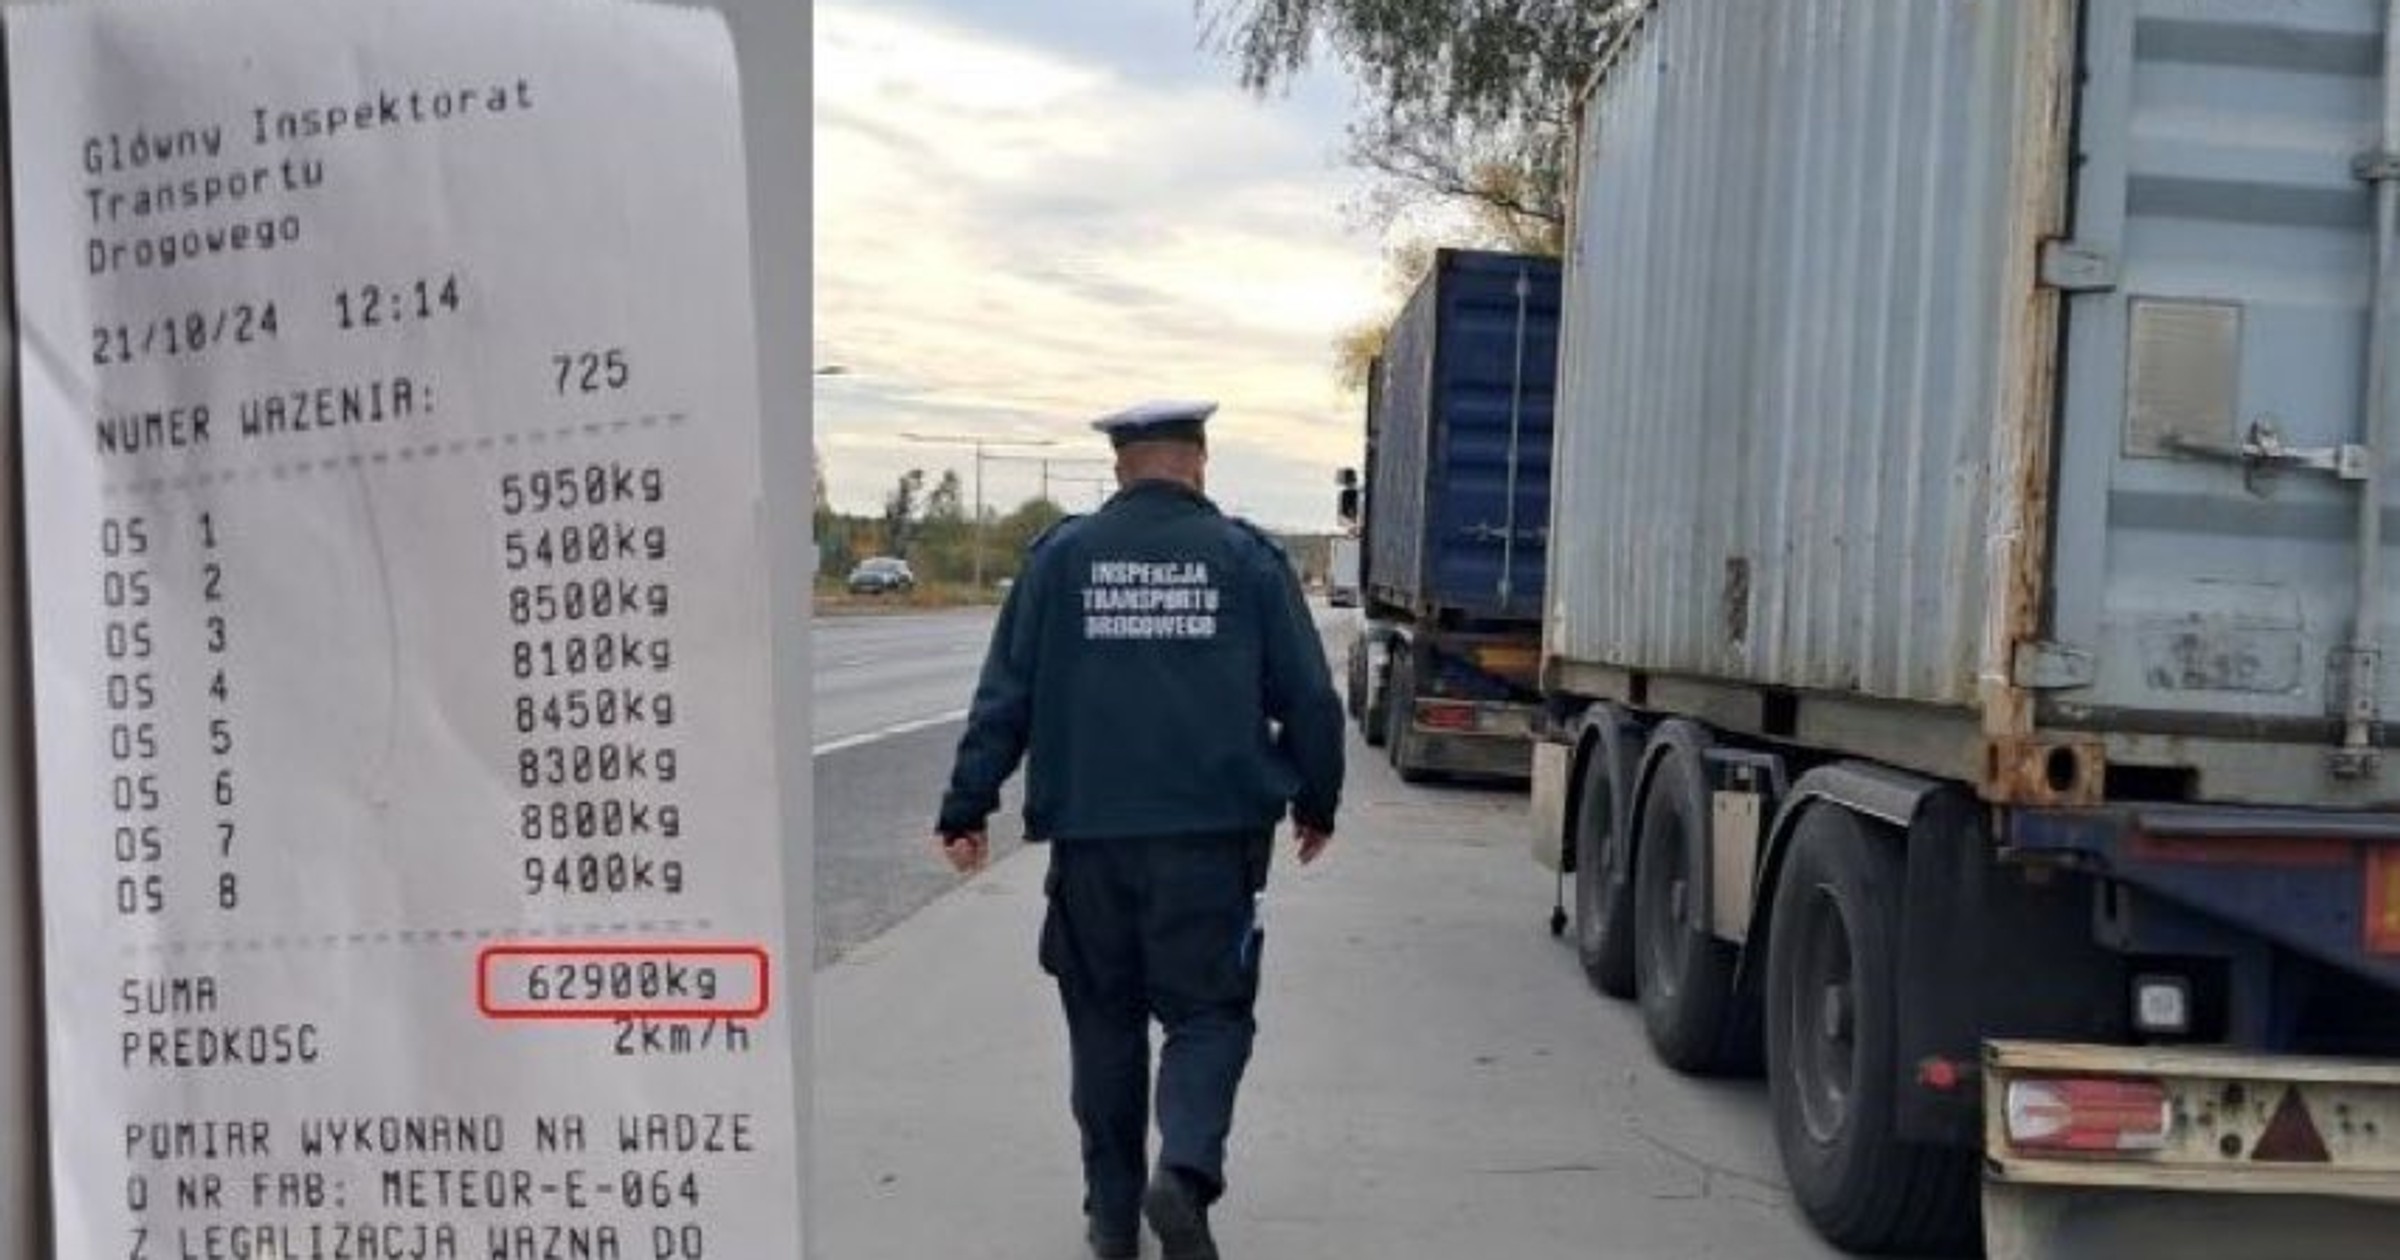 Glówny Inspektorat
Transportu
Drogowego
21/10/24 12:14
NUMER WAZENIA: 725
OS 1 5950kg
OS 2 5400kg
OS 3 8500kg
OS 4 8100kg
OS 5 8450kg
OS 6 8300kg
OS 7 8800kg
OS 8 9400kg
SUMA 62900kg
PREDKOSC 2km/h
POMIAR WYKONANO NA WADZE
O NR FAB: METEOR-E-064
Z LEGALIZACJA WAZNA DO
INSPEKCJA
TRANSPORTU
DROGOWEGO